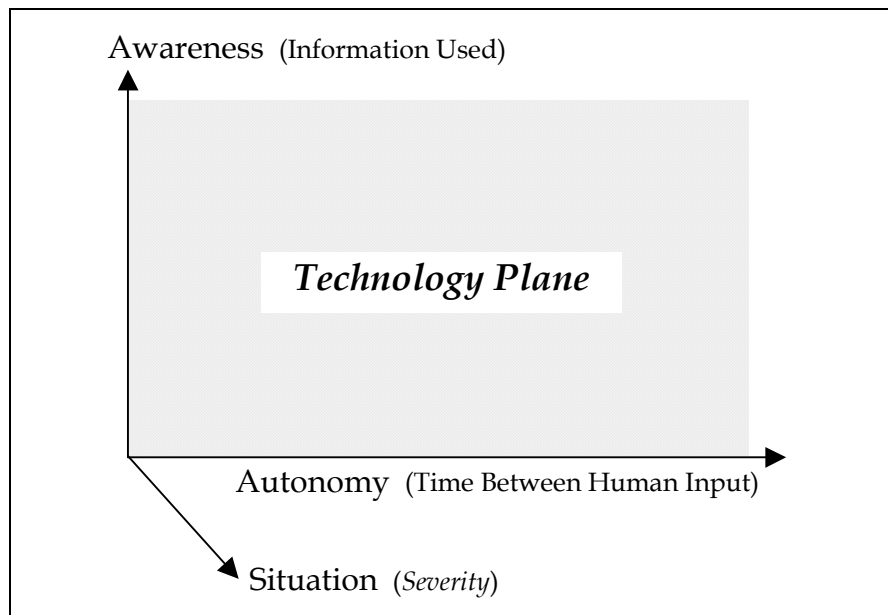 Awareness (Information Used)
Technology Plane
Autonomy (Time Between Human Input)
Situation (Severity)